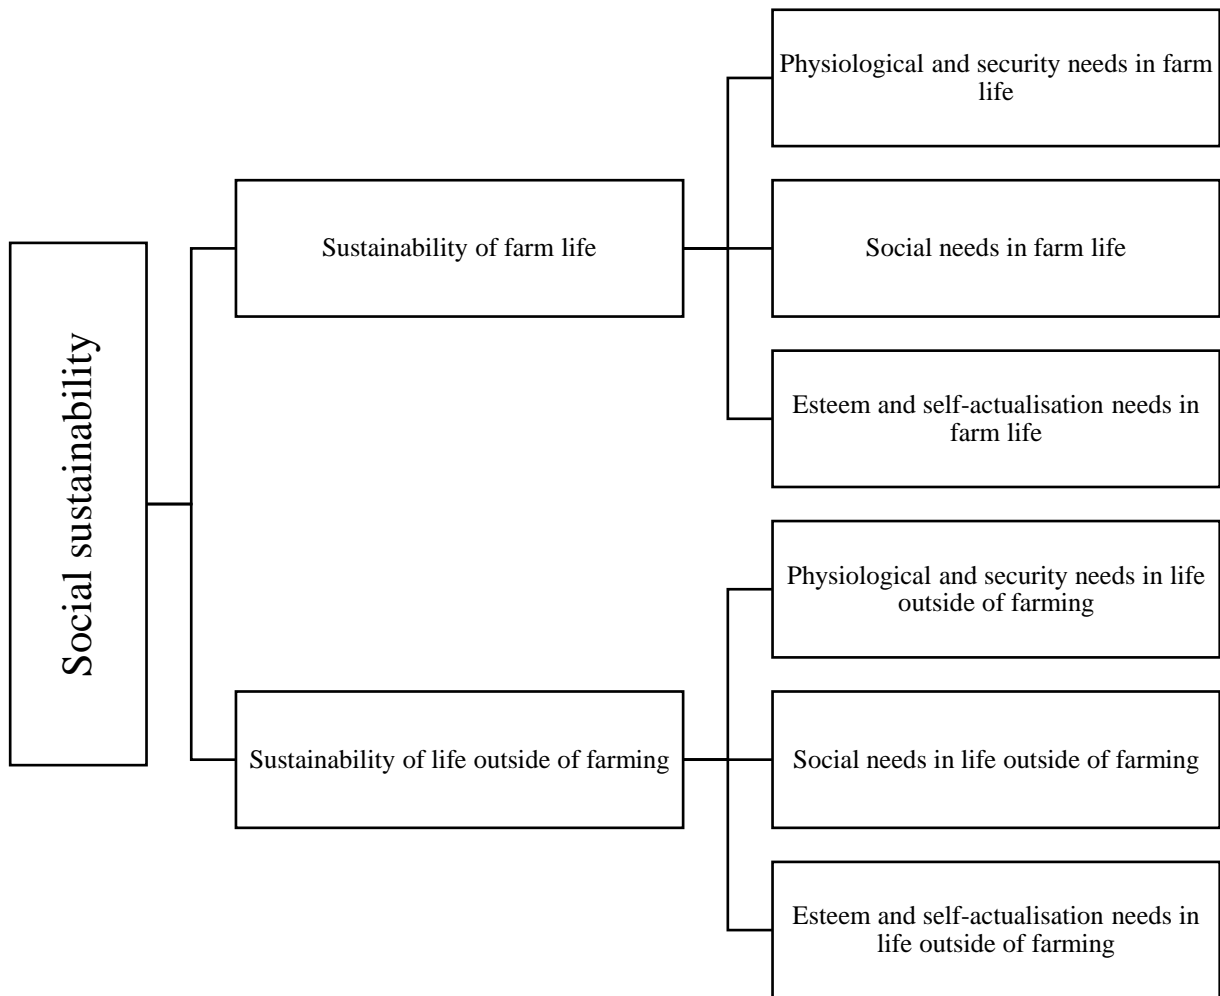 Social sustainability
Sustainability of farm life
Physiological and security needs in farm
life
Social needs in farm life
Esteem and self-actualisation needs in
farm life
Sustainability of life outside of farming
Physiological and security needs in life
outside of farming
Social needs in life outside of farming
Esteem and self-actualisation needs in
life outside of farming